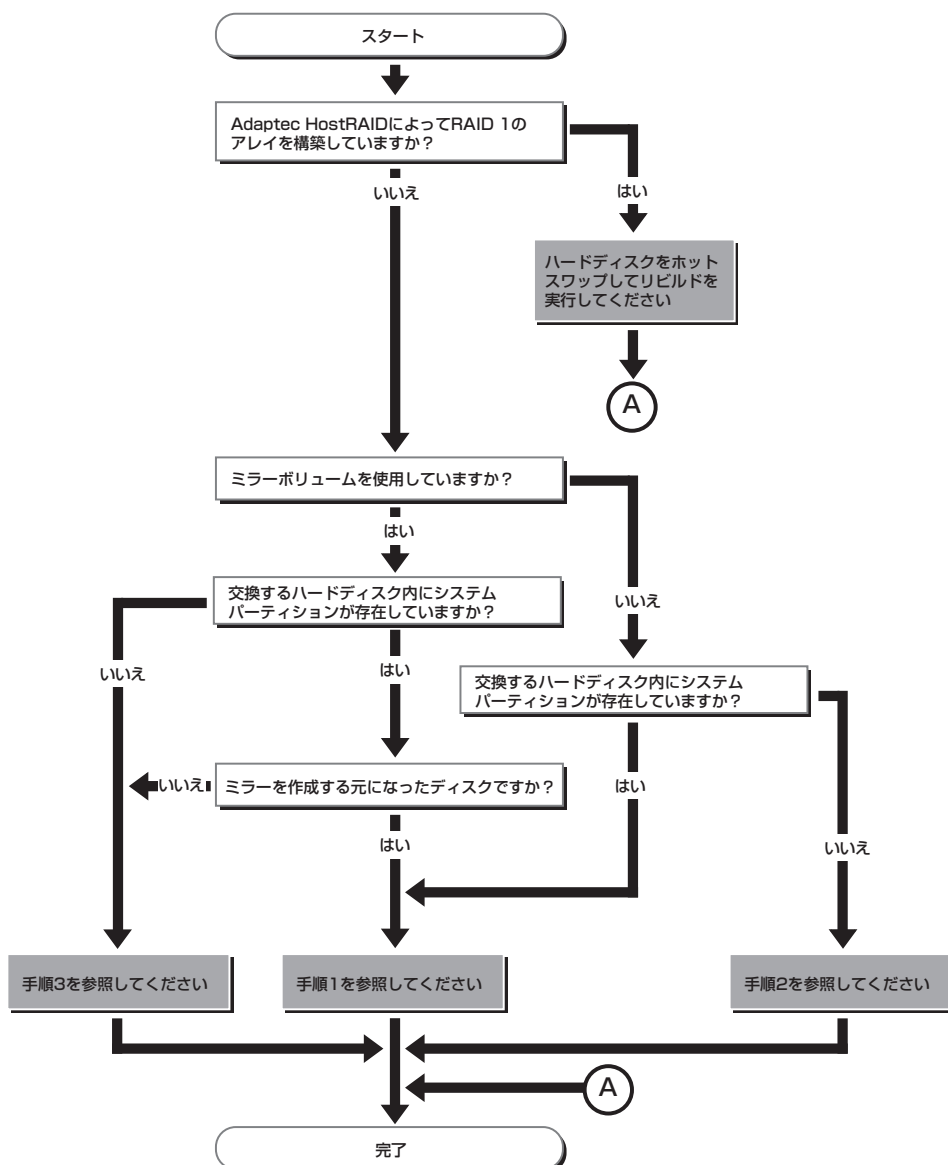 スタート
Adaptec HostRAIDによってRAID 1の
アレイを構築していますか？
いいえ
はい
ハードディスクをホット
スワップしてリビルドを
実行してください
A
ミラーボリュームを使用していますか？
はい
いいえ
交換するハードディスク内にシステム
パーティションが存在していますか？
いいえ
はい
交換するハードディスク内にシステム
パーティションが存在していますか？
いいえ
ミラーを作成する元になったディスクですか？
はい
はい
いいえ
手順3を参照してください
手順1を参照してください
手順2を参照してください
A
完了